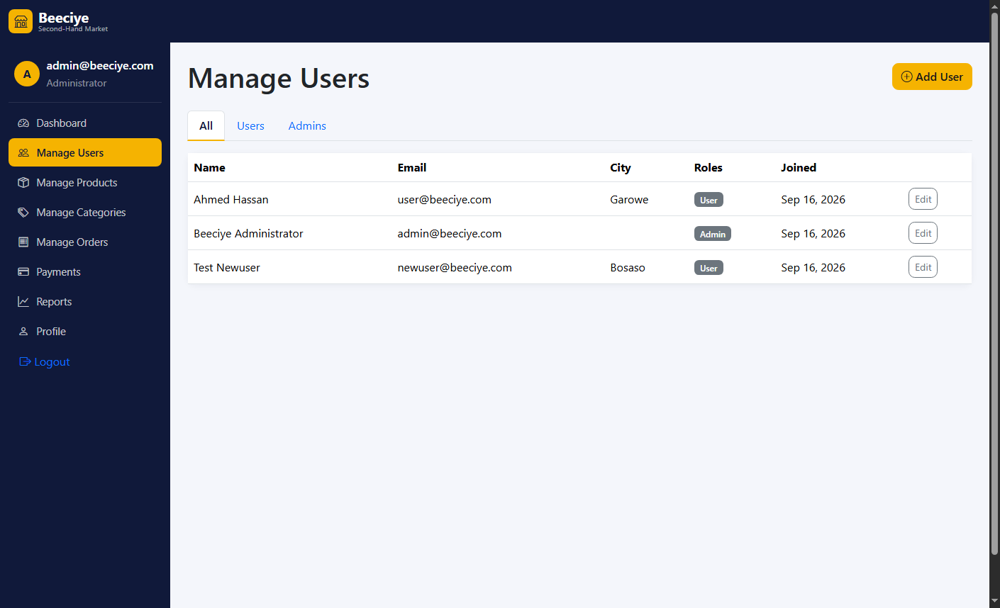 Beeciye
Second-Hand Market
A
admin@beeciye.com
Administrator
Dashboard
Manage Users
Manage Products
Manage Categories
Manage Orders
Payments
Reports
Profile
Logout
Manage Users
Add User
All Users Admins
Name Email City Roles Joined
Ahmed Hassan user@beeciye.com Garowe User Sep 16, 2026 Edit
Beeciye Administrator admin@beeciye.com Admin Sep 16, 2026 Edit
Test Newuser newuser@beeciye.com Bosaso User Sep 16, 2026 Edit